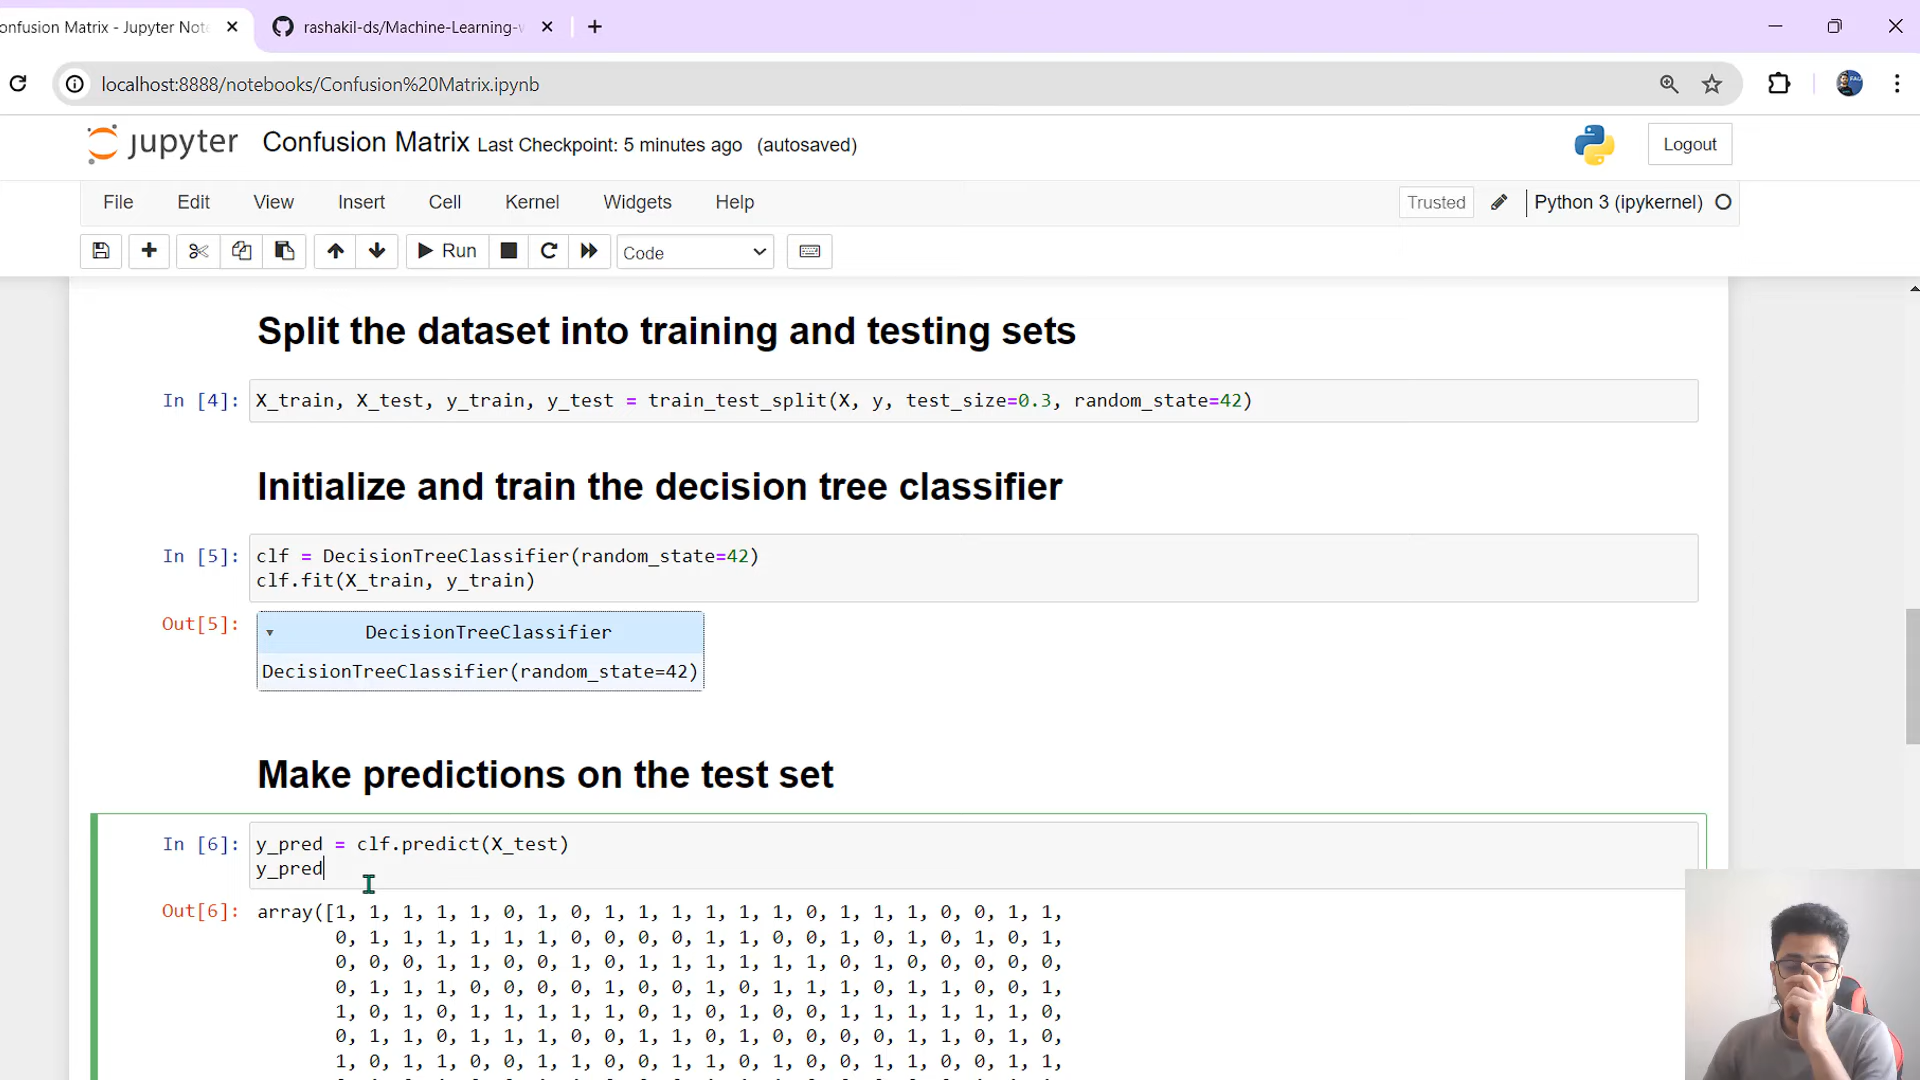 onfusion Matrix - Jupyter Note
rashakil-ds/Machine-Learning-w
localhost:8888/notebooks/Confusion%20Matrix.ipynb
jupyter Confusion Matrix Last Checkpoint: 5 minutes ago (autosaved)
Logout
File Edit View Insert Cell Kernel Widgets Help
Trusted Python 3 (ipykernel)
Run Code
Split the dataset into training and testing sets
In [4]: X_train, X_test, y_train, y_test = train_test_split(X, y, test_size=0.3, random_state=42)
Initialize and train the decision tree classifier
In [5]: clf = DecisionTreeClassifier(random_state=42)
clf.fit(X_train, y_train)
Out[5]: DecisionTreeClassifier
DecisionTreeClassifier(random_state=42)
Make predictions on the test set
In [6]: y_pred = clf.predict(X_test)
y_pred
Out[6]: array([1, 1, 1, 1, 1, 0, 1, 0, 1, 1, 1, 1, 1, 1, 0, 1, 1, 1, 0, 0, 1, 1,
0, 1, 1, 1, 1, 1, 1, 0, 0, 0, 0, 1, 1, 0, 0, 1, 0, 1, 0, 1, 0, 1,
0, 0, 0, 1, 1, 0, 0, 1, 0, 1, 1, 1, 1, 1, 1, 0, 1, 0, 0, 0, 0, 0,
0, 1, 1, 1, 0, 0, 0, 0, 1, 0, 0, 1, 0, 1, 1, 1, 0, 1, 1, 0, 0, 1,
1, 0, 1, 0, 1, 1, 1, 1, 1, 0, 1, 0, 1, 0, 0, 1, 1, 1, 1, 1, 1, 0,
0, 1, 1, 0, 1, 1, 1, 0, 0, 1, 1, 0, 1, 0, 0, 0, 0, 1, 1, 0, 1, 0,
1, 0, 1, 1, 0, 0, 1, 1, 0, 0, 1, 1, 0, 1, 0, 0, 1, 1, 0, 0, 1, 1,